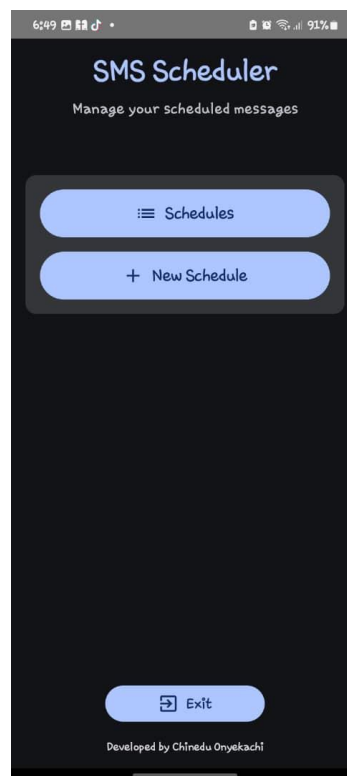 6:49 91%
SMS Scheduler
Manage your scheduled messages
Schedules
+ New Schedule
Exit
Developed by Chinedu Onyekachi